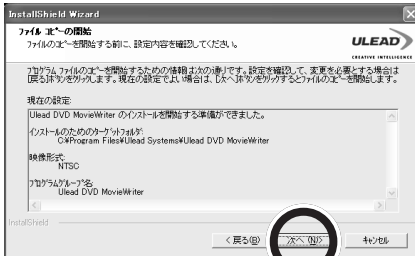 InstallShield Wizard
ﾌｧｲﾙ ｺﾋﾟｰの開始
ﾌｧｲﾙのｺﾋﾟｰを開始する前に、設定内容を確認してください。
ULEAD
CREATIVE INTELLIGENCE
ﾌﾟﾛｸﾞﾗﾑ ﾌｧｲﾙのｺﾋﾟｰを開始するための情報は次の通りです。設定を確認して、変更を必要とする場合は
[戻る]ﾎﾞﾀﾝをｸﾘｯｸします。現在の設定でよい場合は、[次へ]ﾎﾞﾀﾝをｸﾘｯｸするとﾌｧｲﾙのｺﾋﾟｰを開始します。
現在の設定:
Ulead DVD MovieWriter のインストールを開始する準備ができました。
ｲﾝｽﾄｰﾙのためのﾀｰｹﾞｯﾄﾌｫﾙﾀﾞ:
C:¥Program Files¥Ulead Systems¥Ulead DVD MovieWriter
映像形式:
NTSC
ﾌﾟﾛｸﾞﾗﾑｸﾞﾙｰﾌﾟ名:
Ulead DVD MovieWriter
InstallShield
< 戻る(B)
次へ (N)>
ｷｬﾝｾﾙ